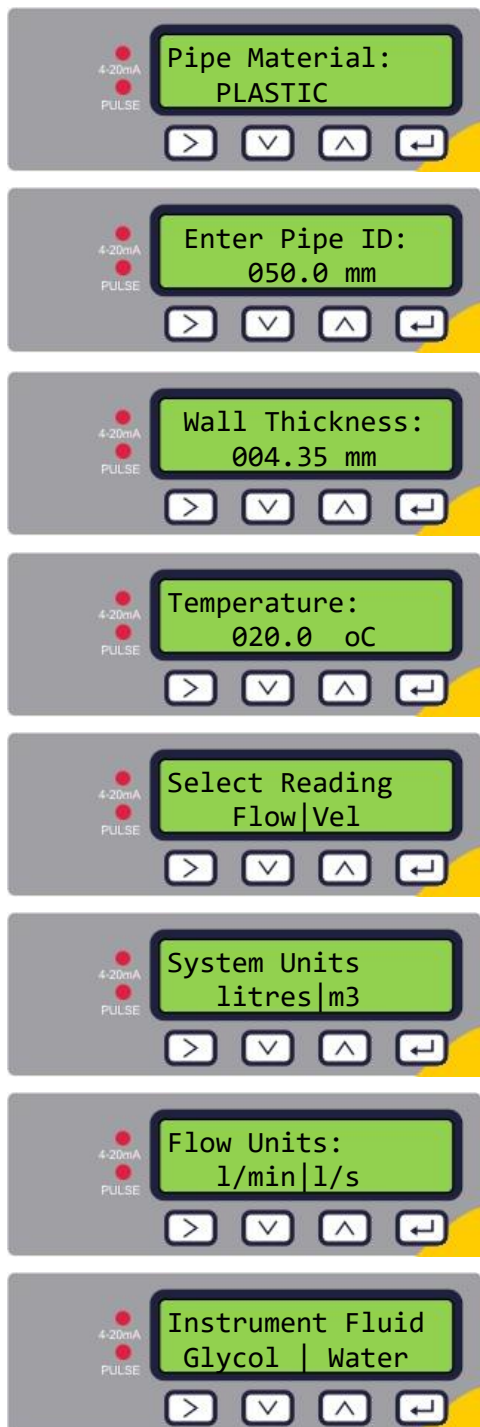 4-20mA
PULSE
Pipe Material:
PLASTIC
4-20mA
PULSE
Enter Pipe ID:
050.0 mm
4-20mA
PULSE
Wall Thickness:
004.35 mm
4-20mA
PULSE
Temperature:
020.0 oC
4-20mA
PULSE
Select Reading
Flow|Vel
4-20mA
PULSE
System Units
litres|m3
4-20mA
PULSE
Flow Units:
l/min|l/s
4-20mA
PULSE
Instrument Fluid
Glycol | Water